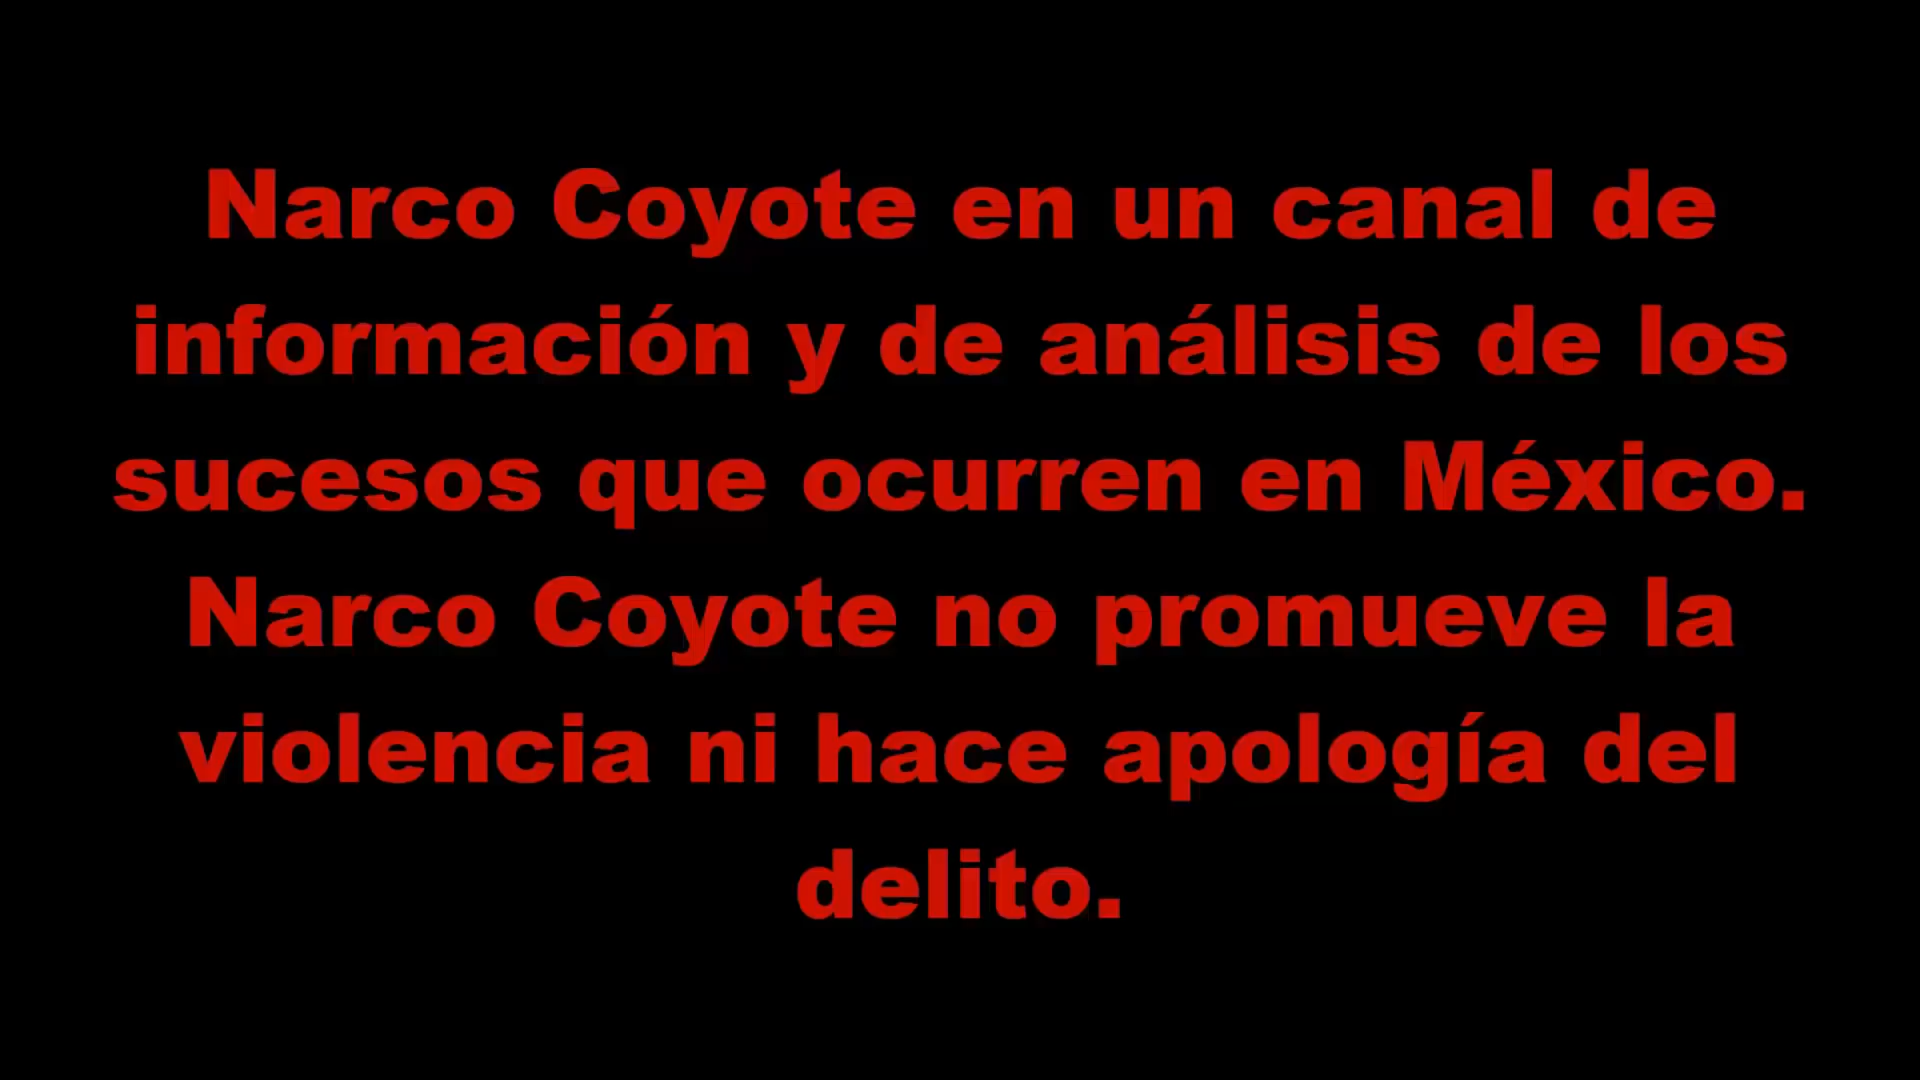 Narco Coyote en un canal de
información y de análisis de los
sucesos que ocurren en México.
Narco Coyote no promueve la
violencia ni hace apología del
delito.